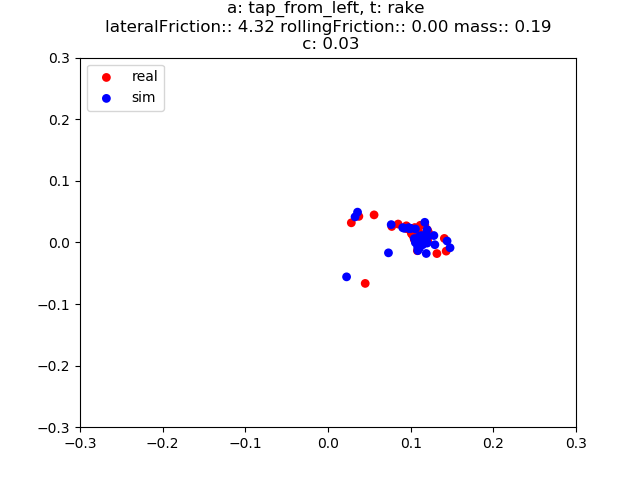 a: tap_from_left, t: rake
lateralFriction:: 4.32 rollingFriction:: 0.00 mass:: 0.19
c: 0.03
real
sim
0.3
0.2
0.1
0.0
−0.1
−0.2
−0.3
−0.3
−0.2
−0.1
0.0
0.1
0.2
0.3